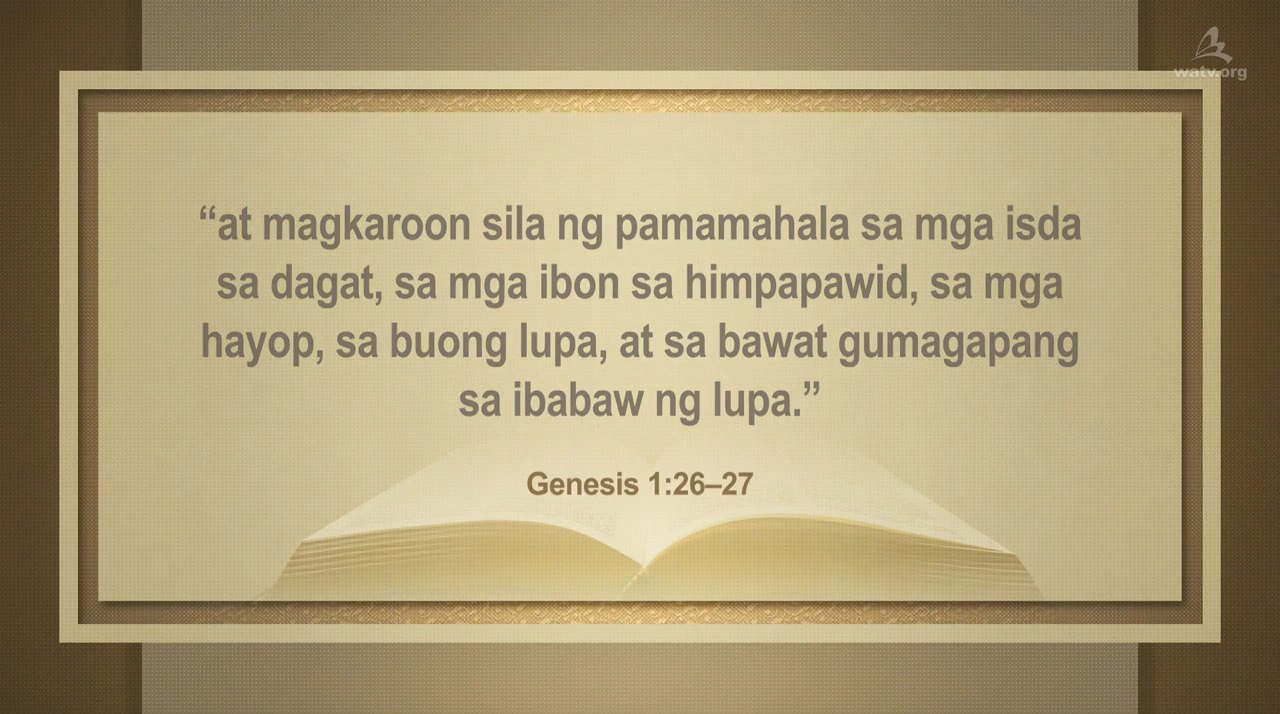 watv.org
“at magkaroon sila ng pamamahala sa mga isda
sa dagat, sa mga ibon sa himpapawid, sa mga
hayop, sa buong lupa, at sa bawat gumagapang
sa ibabaw ng lupa.”
Genesis 1:26–27